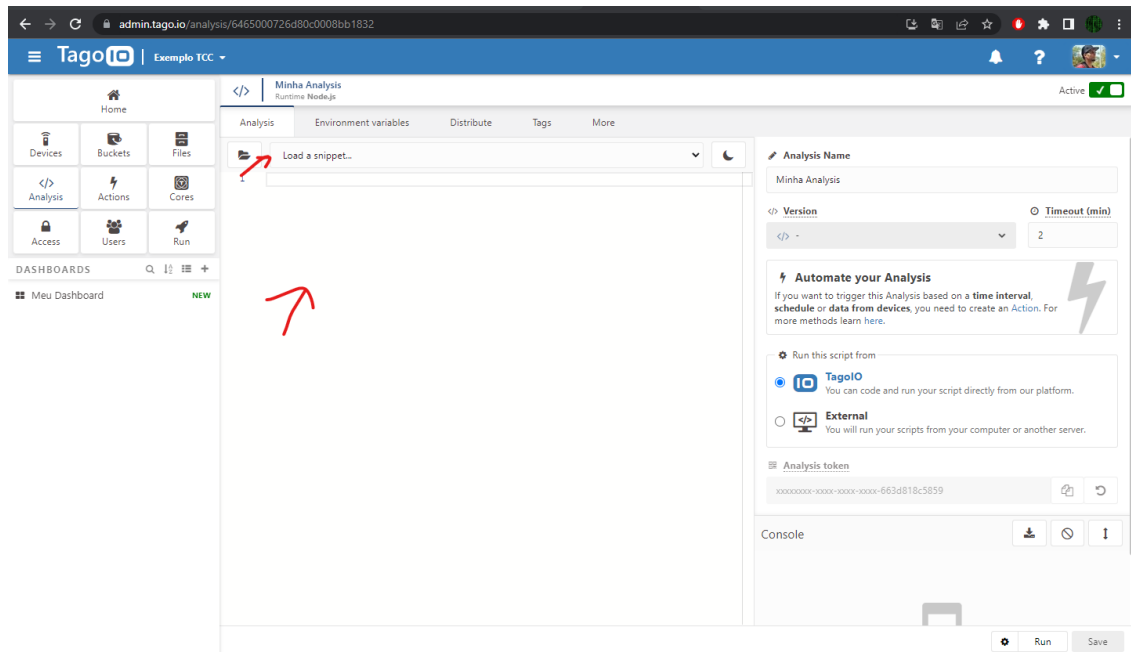 admin.tago.io/analysis/6465000726d80c0008bb1832
TagoIO | Exemplo TCC
?
Home
Devices
Buckets
Files
</>
Analysis
Actions
Cores
Access
Users
Run
DASHBOARDS
Meu Dashboard
NEW
</>
Minha Analysis
Runtime Node.js
Active
Analysis
Environment variables
Distribute
Tags
More
Load a snippet...
1
Analysis Name
Minha Analysis
</> Version
</> -
Timeout (min)
2
Automate your Analysis
If you want to trigger this Analysis based on a time interval,
schedule or data from devices, you need to create an Action. For
more methods learn here.
Run this script from
IO
TagoIO
You can code and run your script directly from our platform.
</>
External
You will run your scripts from your computer or another server.
Analysis token
xxxxxxxx-xxxx-xxxx-xxxx-663d818c5859
Console
Run
Save